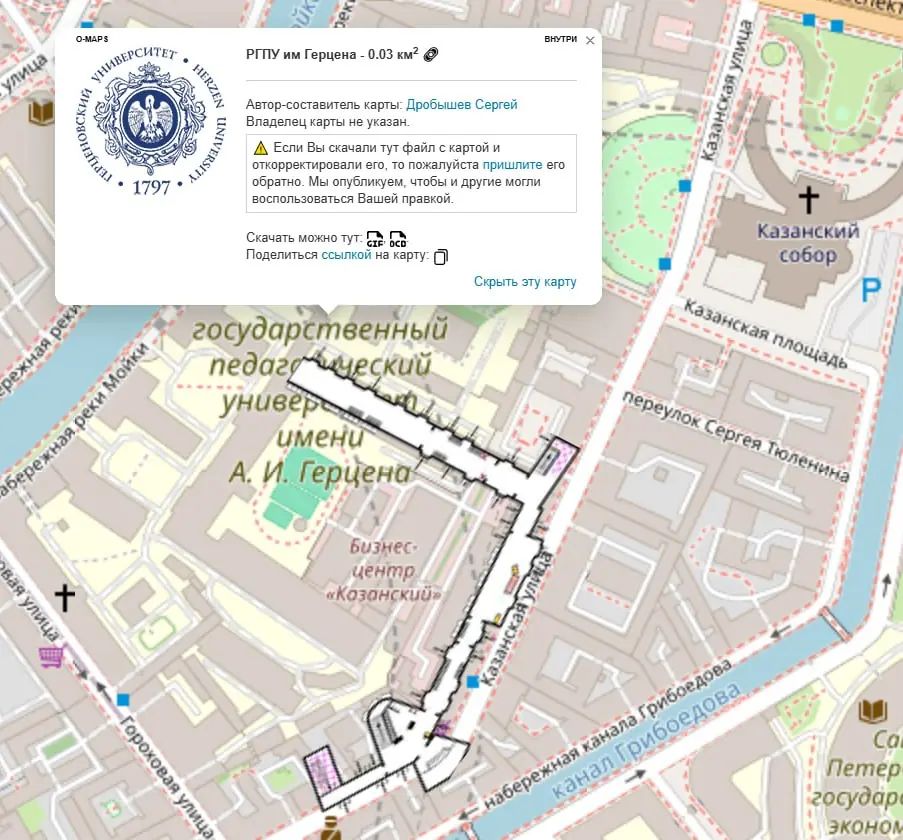 O-MAPS
ВНУТРИ
ГЕРЦЕНОВСКИЙ УНИВЕРСИТЕТ • HERZEN UNIVERSITY •
• 1797 •
РГПУ им Герцена - 0.03 км²
Автор-составитель карты: Дробышев Сергей
Владелец карты не указан.
Если Вы скачали тут файл с картой и
откорректировали его, то пожалуйста пришлите его
обратно. Мы опубликуем, чтобы и другие могли
воспользоваться Вашей правкой.
Скачать можно тут: GIF, OCD.
Поделиться ссылкой на карту:
Скрыть эту карту
Казанская улица
Казанский
собор
P
Казанская площадь
переулок Сергея Тюленина
государственный
педагогический
университет
имени
А. И. Герцена
набережная реки Мойки
Бизнес-
центр
«Казанский»
Казанская улица
Гороховая улица
набережная канала Грибоедова
канал Грибоедова